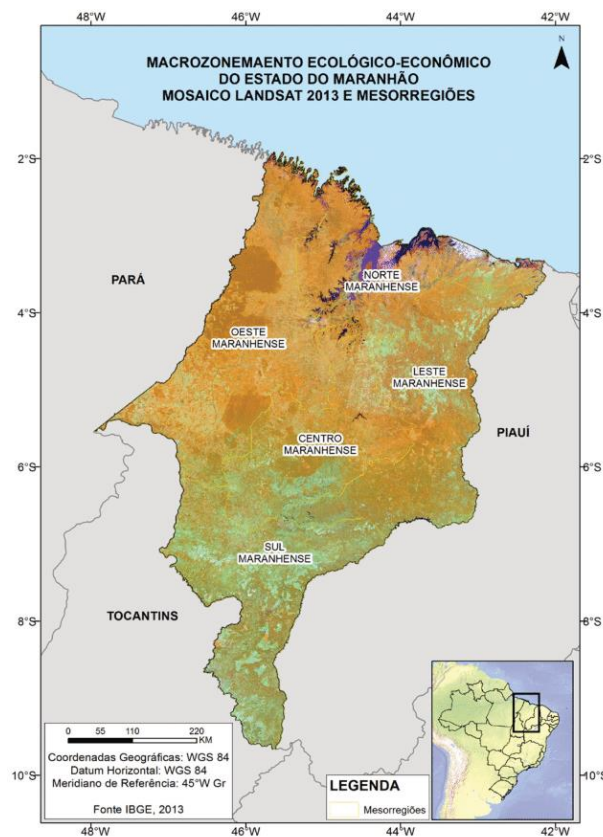 48°W 46°W 44°W 42°W
MACROZONEMAENTO ECOLÓGICO-ECONÔMICO
DO ESTADO DO MARANHÃO
MOSAICO LANDSAT 2013 E MESORREGIÕES
N
2°S 2°S
PARÁ
NORTE
MARANHENSE
4°S 4°S
OESTE
MARANHENSE
LESTE
MARANHENSE
PIAUÍ
CENTRO
MARANHENSE
6°S 6°S
SUL
MARANHENSE
TOCANTINS
8°S 8°S
0 55 110 220
KM
Coordenadas Geográficas: WGS 84
Datum Horizontal: WGS 84
Meridiano de Referência: 45°W Gr
Fonte IBGE, 2013
LEGENDA
Mesorregiões
10°S 10°S
48°W 46°W 44°W 42°W